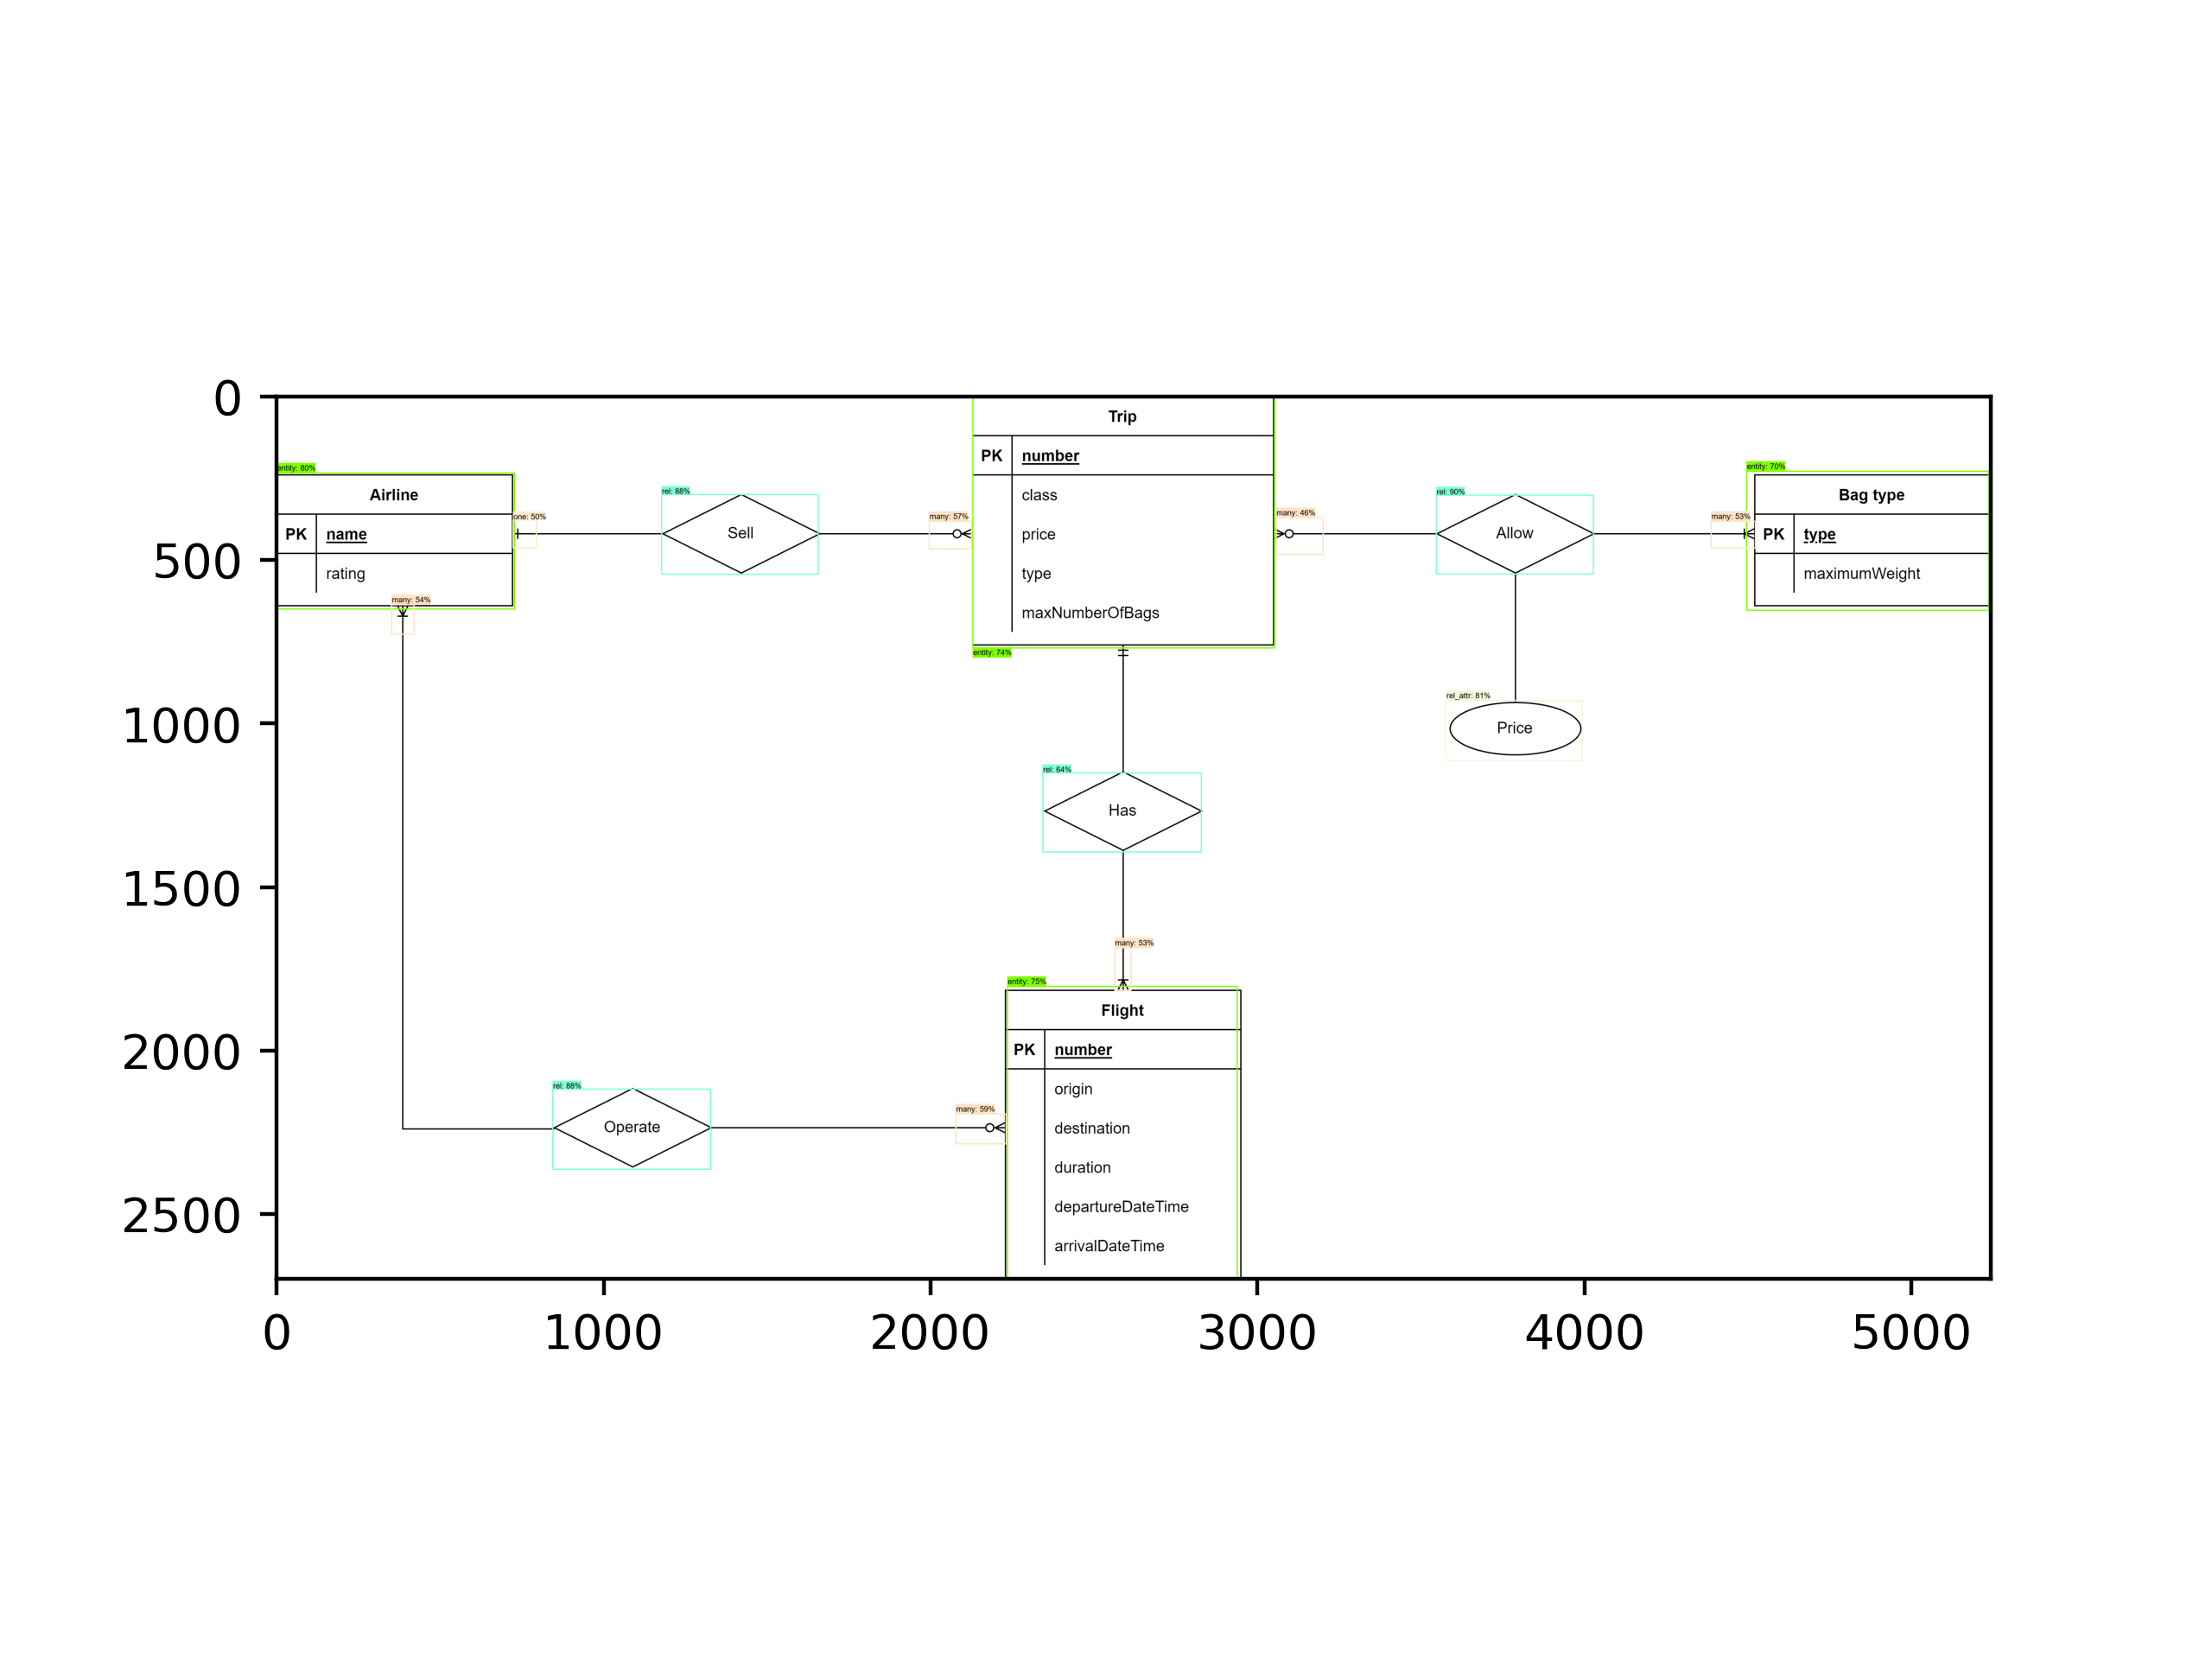 0
Trip
entity: 80%
PK number
entity: 70%
Airline
rel: 88%
class
rel: 90%
Bag type
one: 50%
many: 57%
many: 46%
many: 53%
PK name
Sell
price
Allow
PK type
500
rating
type
maximumWeight
many: 54%
maxNumberOfBags
entity: 74%
rel_attr: 81%
1000
Price
rel: 64%
Has
1500
many: 53%
entity: 75%
Flight
2000
PK number
rel: 88%
origin
many: 59%
Operate
destination
duration
2500
departureDateTime
arrivalDateTime
0 1000 2000 3000 4000 5000